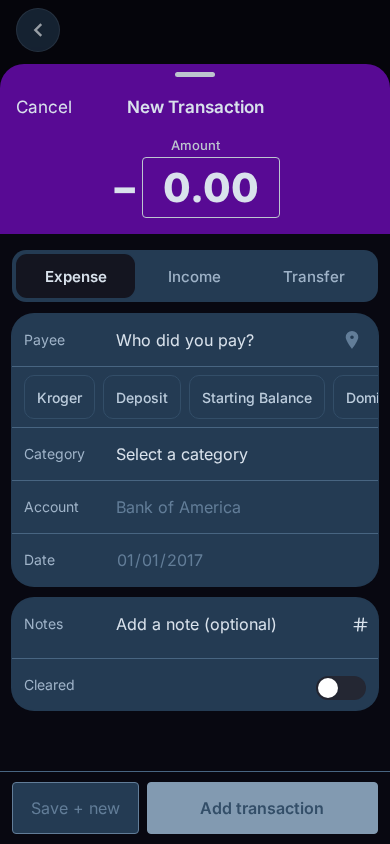 Cancel New Transaction
Amount
– 0.00
Expense Income Transfer
Payee Who did you pay?
Kroger Deposit Starting Balance Domi
Category Select a category
Account Bank of America
Date 01/01/2017
Notes Add a note (optional) #
Cleared
Save + new Add transaction